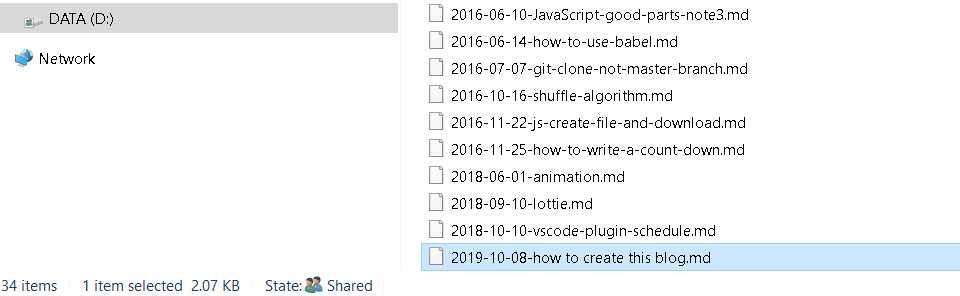 DATA (D:)
Network
2016-06-10-JavaScript-good-parts-note3.md
2016-06-14-how-to-use-babel.md
2016-07-07-git-clone-not-master-branch.md
2016-10-16-shuffle-algorithm.md
2016-11-22-js-create-file-and-download.md
2016-11-25-how-to-write-a-count-down.md
2018-06-01-animation.md
2018-09-10-lottie.md
2018-10-10-vscode-plugin-schedule.md
2019-10-08-how to create this blog.md
34 items 1 item selected 2.07 KB State: Shared